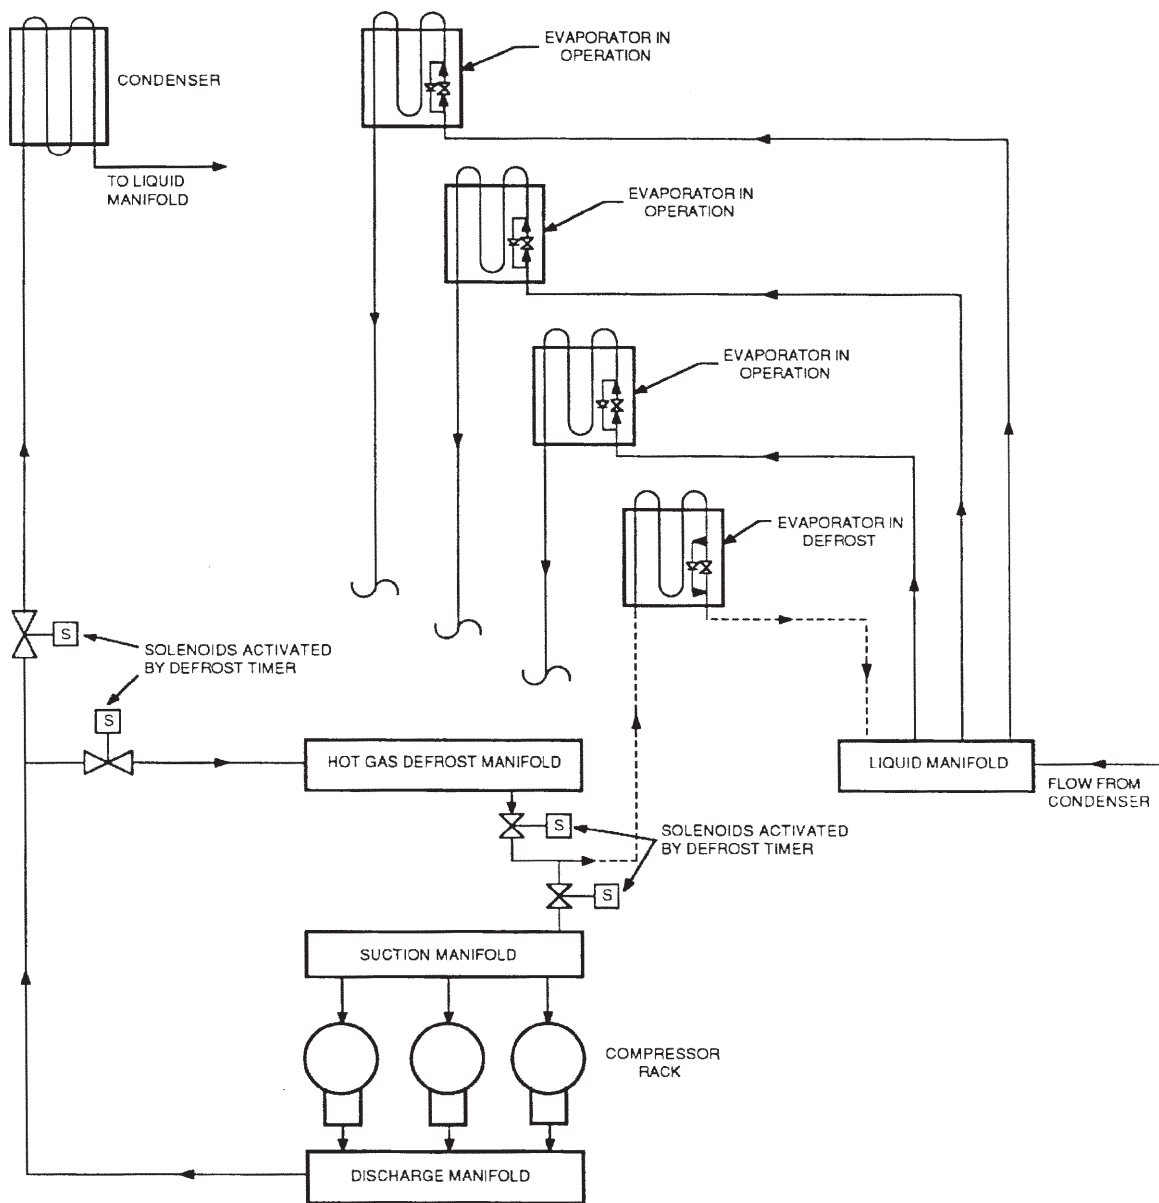 CONDENSER
TO LIQUID
MANIFOLD
EVAPORATOR IN
OPERATION
EVAPORATOR IN
OPERATION
EVAPORATOR IN
OPERATION
EVAPORATOR IN
DEFROST
S
SOLENOIDS ACTIVATED
BY DEFROST TIMER
S
HOT GAS DEFROST MANIFOLD
LIQUID MANIFOLD
FLOW FROM
CONDENSER
S
SOLENOIDS ACTIVATED
BY DEFROST TIMER
S
SUCTION MANIFOLD
COMPRESSOR
RACK
DISCHARGE MANIFOLD